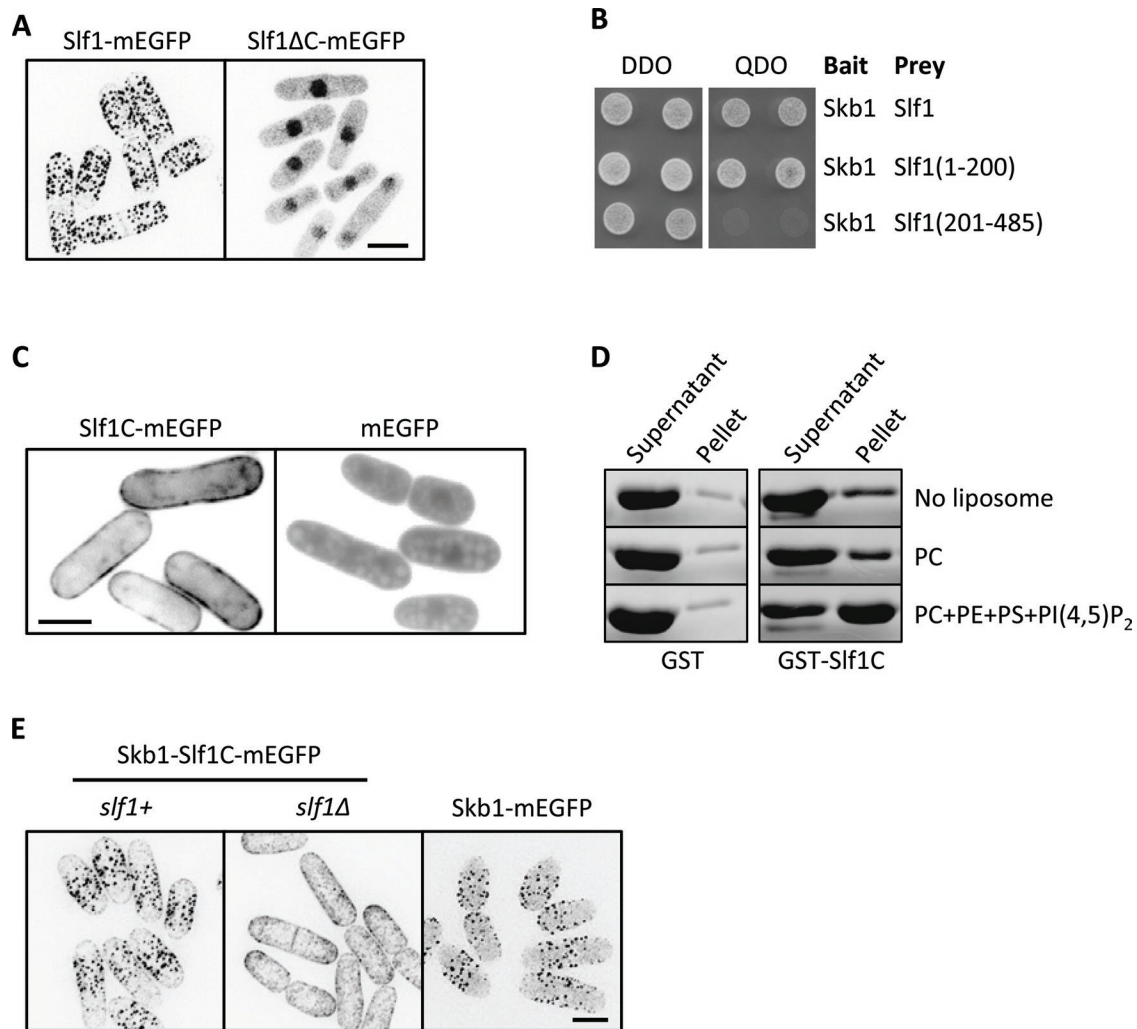 A
Slf1-mEGFP Slf1ΔC-mEGFP
B
DDO QDO Bait Prey
Skb1 Slf1
Skb1 Slf1(1-200)
Skb1 Slf1(201-485)
C
Slf1C-mEGFP mEGFP
D
Supernatant Pellet Supernatant Pellet
No liposome
PC
PC+PE+PS+PI(4,5)P₂
GST GST-Slf1C
E
Skb1-Slf1C-mEGFP
slf1+ slf1Δ Skb1-mEGFP